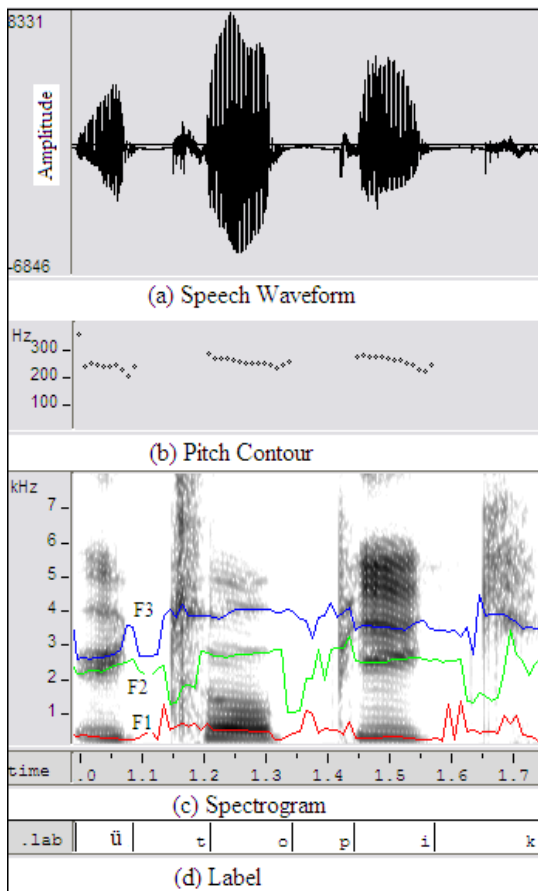 8331
Amplitude
-6846
(a) Speech Waveform
Hz
300
200
100
(b) Pitch Contour
kHz
7
6
5
4
3
2
1
F3
F2
F1
time .0 1.1 1.2 1.3 1.4 1.5 1.6 1.7
(c) Spectrogram
.lab ü t o p i k
(d) Label